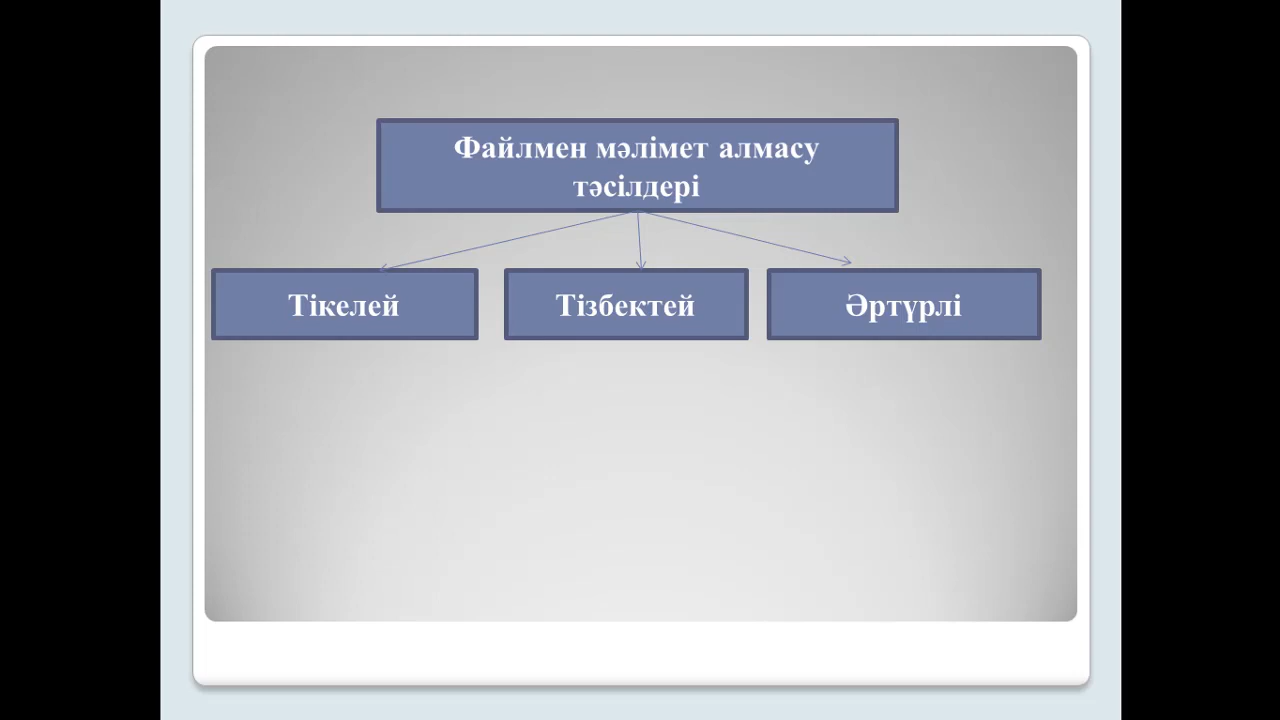 Файлмен мәлімет алмасу
тәсілдері
Тікелей
Тізбектей
Әртүрлі